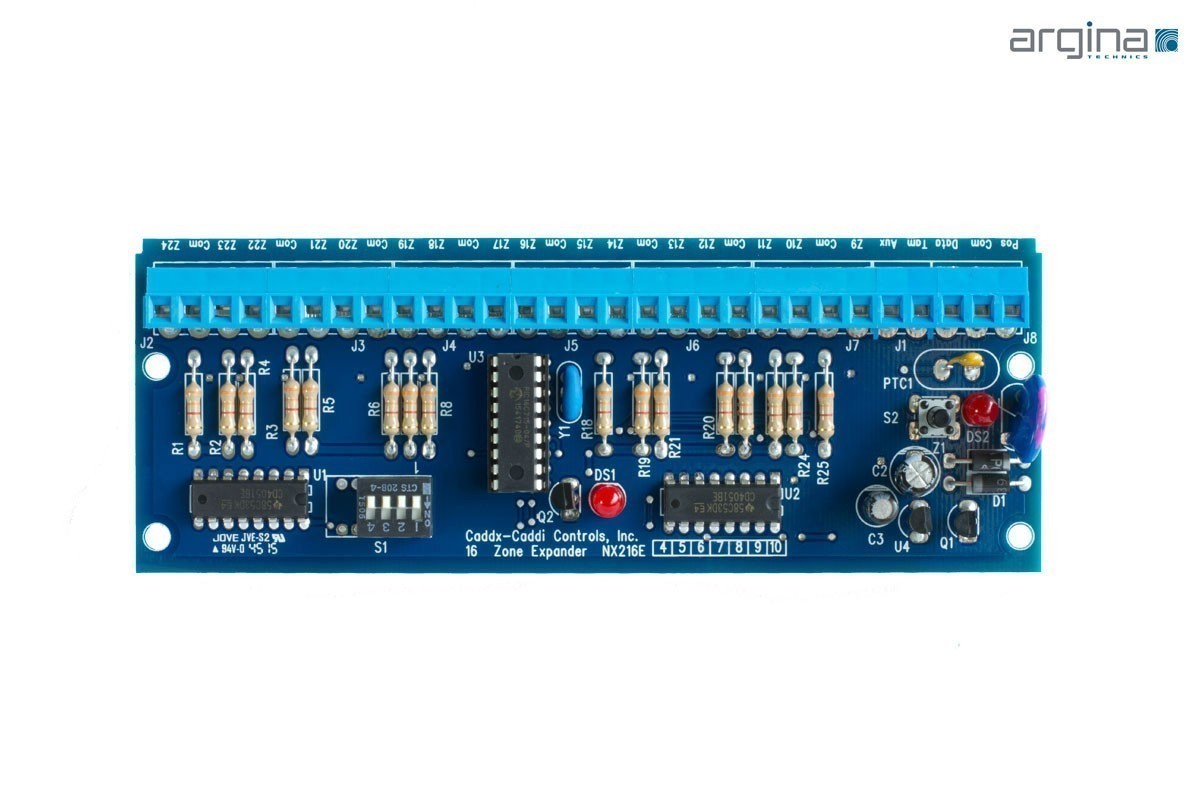 argina
TECHNICS
Z24 Com Z23 Z22 Com Z21 Z20 Com Z19 Z18 Com Z17 Z16 Com Z15 Z14 Com Z13 Z12 Com Z11 Z10 Com Z9 Aux Tam Data Com Pos
J2 J3 J4 U3 J5 J6 J7 J1 J8
R4 PTC1
R1 R2 R3 R5 R6 R8 Y1 R18 R19 R21 R20 R24 R25 S2 DS2
Z1
U1 DS1 U2 C2 D1
CD4051BE
58C530K E4
CTS 208-4
1 2 3 4
S1
Q2
CD4051BE
58C530K E4
C3 U4 Q1
JOVE JVE-S2
94V-0 45 15
Caddx-Caddi Controls, Inc.
16 Zone Expander NX216E 4 5 6 7 8 9 10